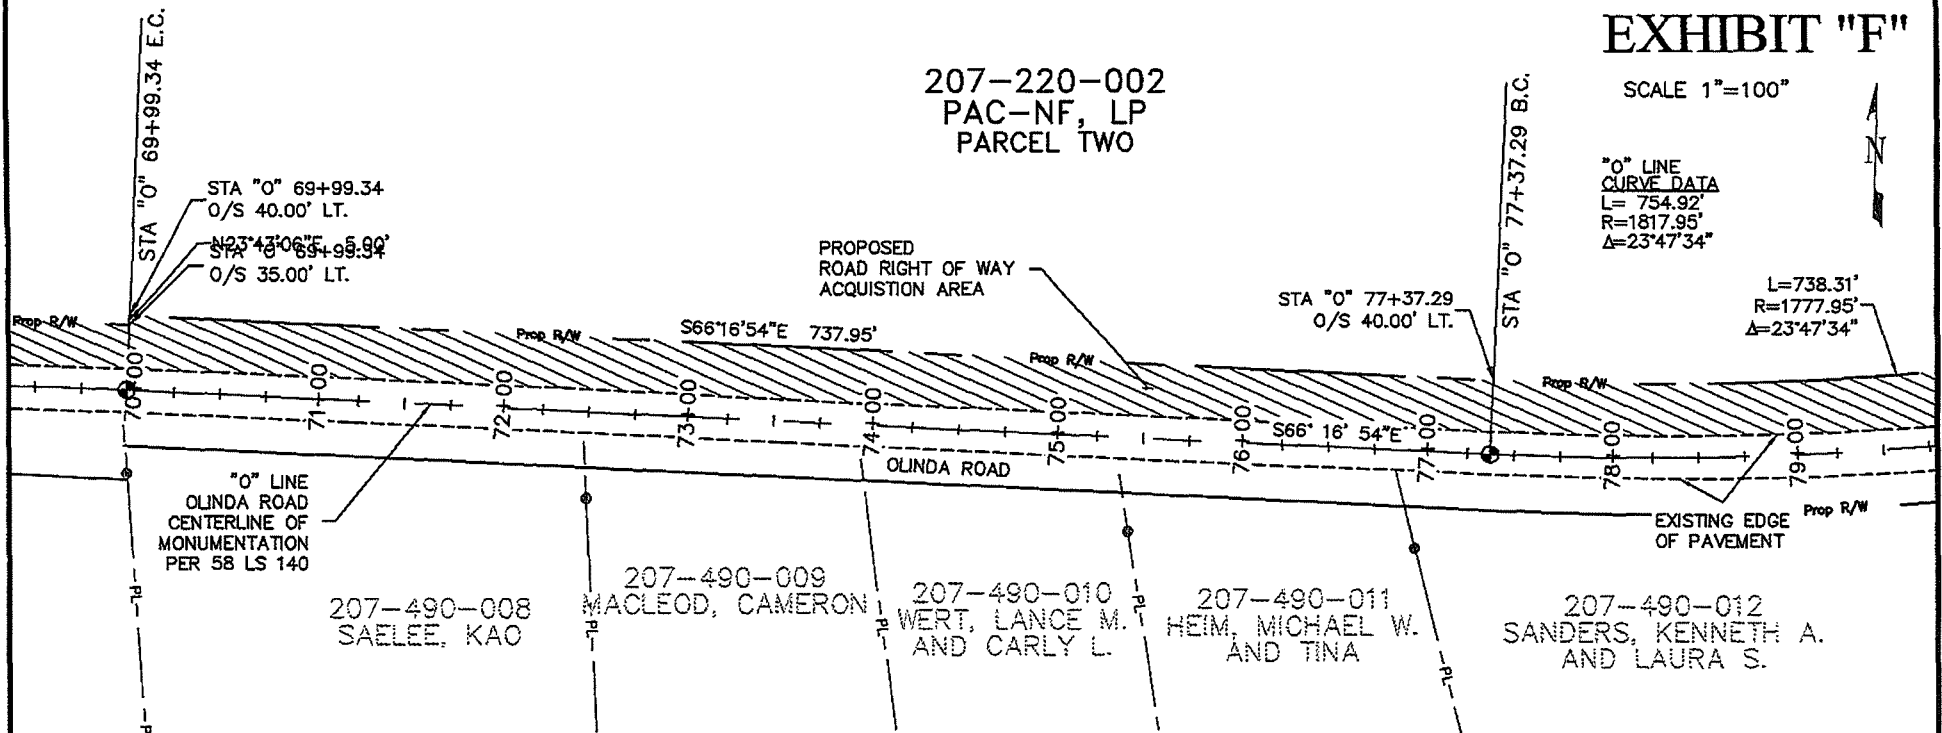 EXHIBIT "F"
SCALE 1"=100"
N
207-220-002
PAC-NF, LP
PARCEL TWO
"O" LINE
CURVE DATA
L= 754.92'
R=1817.95'
Δ=23°47'34"
L=738.31'
R=1777.95'
Δ=23°47'34"
STA "O" 69+99.34 E.C.
STA "O" 69+99.34
O/S 40.00' LT.
N23°43'06"E 5.00'
STA "O" 69+99.34
O/S 35.00' LT.
PROPOSED
ROAD RIGHT OF WAY
ACQUISTION AREA
STA "O" 77+37.29
O/S 40.00' LT.
STA "O" 77+37.29 B.C.
Prop R/W
Prop R/W
S66°16'54"E 737.95'
Prop R/W
Prop R/W
70+00
71+00
72+00
73+00
74+00
75+00
76+00
77+00
78+00
79+00
S66° 16' 54"E
OLINDA ROAD
"O" LINE
OLINDA ROAD
CENTERLINE OF
MONUMENTATION
PER 58 LS 140
EXISTING EDGE
OF PAVEMENT
Prop R/W
207-490-008
SAELEE, KAO
207-490-009
MACLEOD, CAMERON
207-490-010
WERT, LANCE M.
AND CARLY L.
207-490-011
HEIM, MICHAEL W.
AND TINA
207-490-012
SANDERS, KENNETH A.
AND LAURA S.
PL
PL
PL
PL
PL
P